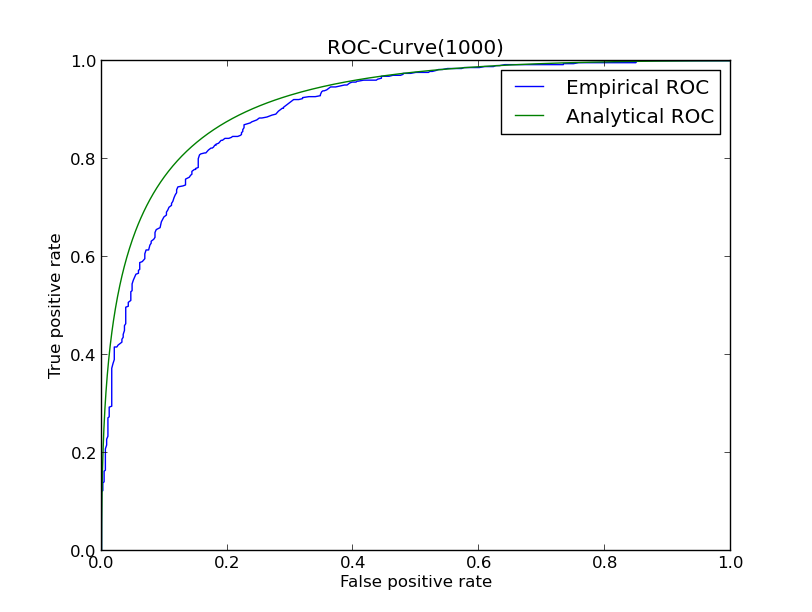 ROC-Curve(1000)
Empirical ROC
Analytical ROC
True positive rate
1.0
0.8
0.6
0.4
0.2
0.0
0.0 0.2 0.4 0.6 0.8 1.0
False positive rate